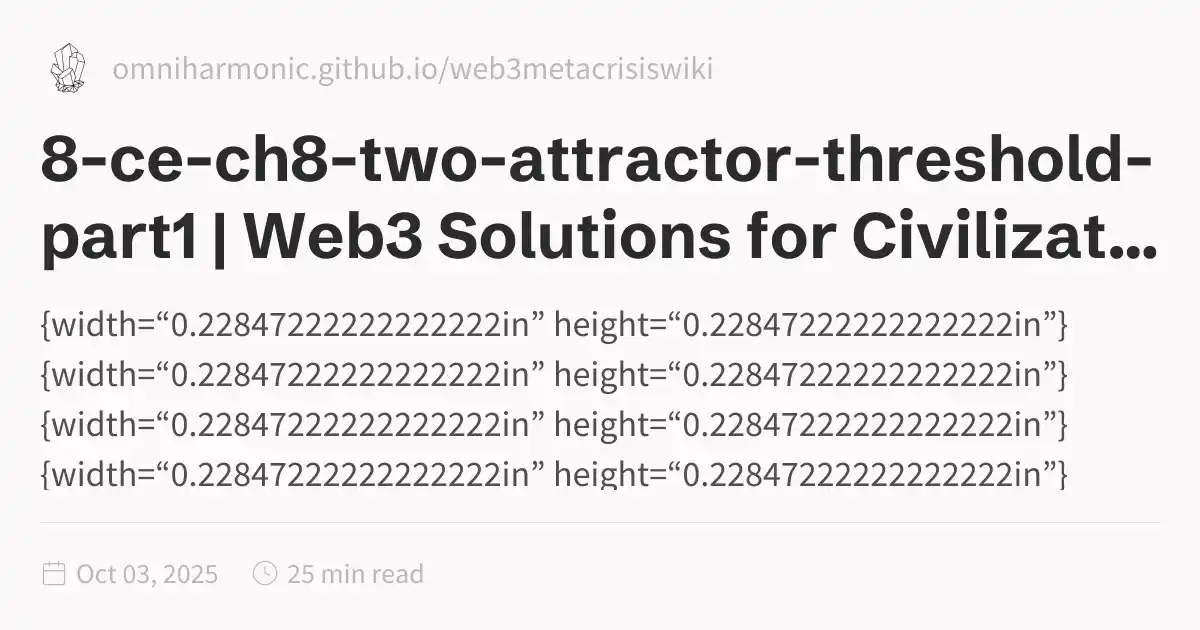 omniharmonic.github.io/web3metacrisiswiki
8-ce-ch8-two-attractor-threshold-
part1 | Web3 Solutions for Civilizat...
{width=“0.22847222222222222in” height=“0.22847222222222222in”}
{width=“0.22847222222222222in” height=“0.22847222222222222in”}
{width=“0.22847222222222222in” height=“0.22847222222222222in”}
{width=“0.22847222222222222in” height=“0.22847222222222222in”}
Oct 03, 2025 25 min read